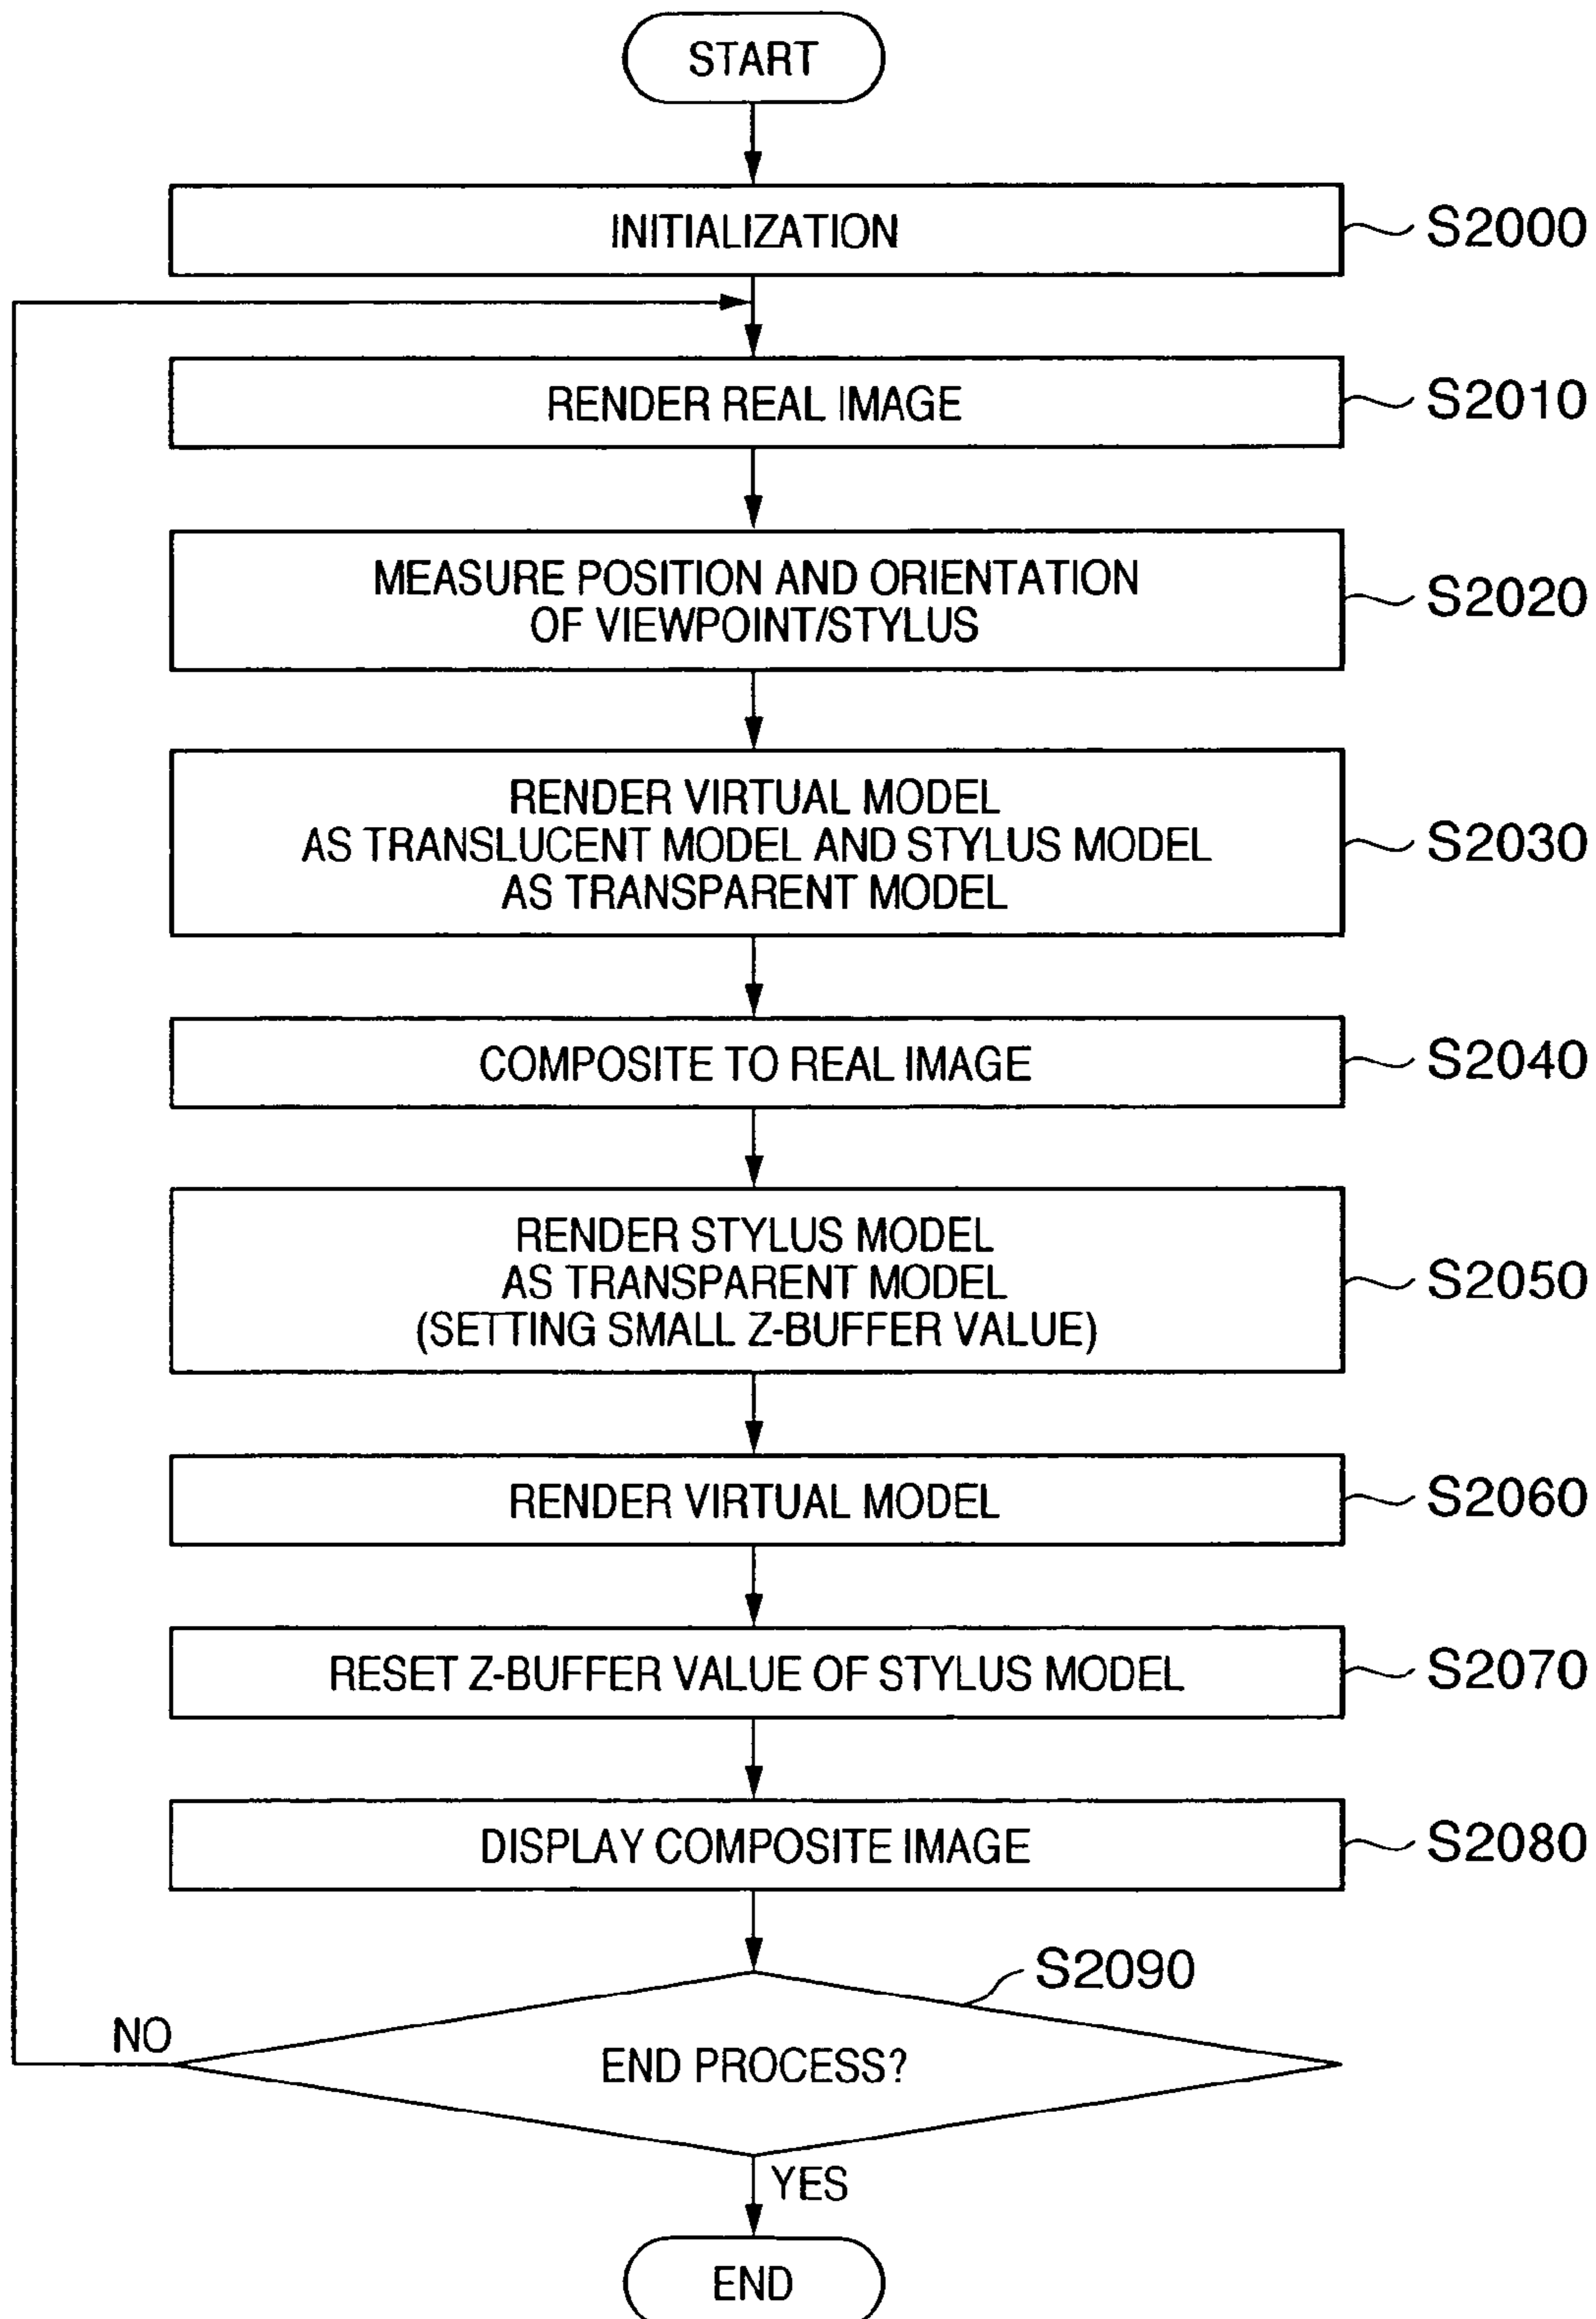 START
INITIALIZATION
S2000
RENDER REAL IMAGE
S2010
MEASURE POSITION AND ORIENTATION
OF VIEWPOINT/STYLUS
S2020
RENDER VIRTUAL MODEL
AS TRANSLUCENT MODEL AND STYLUS MODEL
AS TRANSPARENT MODEL
S2030
COMPOSITE TO REAL IMAGE
S2040
RENDER STYLUS MODEL
AS TRANSPARENT MODEL
(SETTING SMALL Z-BUFFER VALUE)
S2050
RENDER VIRTUAL MODEL
S2060
RESET Z-BUFFER VALUE OF STYLUS MODEL
S2070
DISPLAY COMPOSITE IMAGE
S2080
S2090
NO
END PROCESS?
YES
END